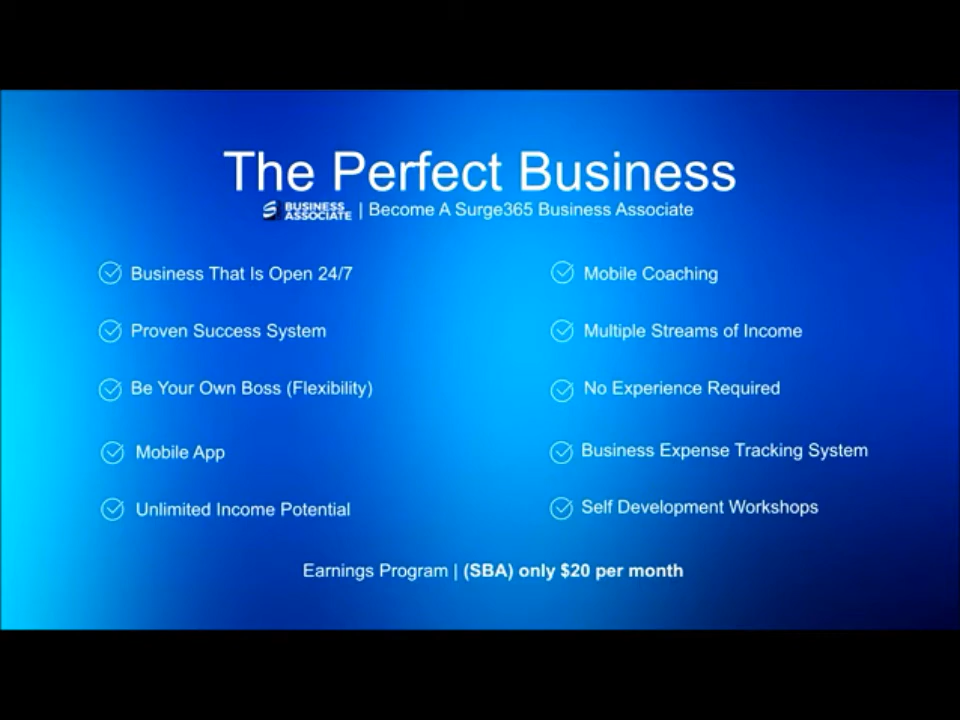 The Perfect Business
S BUSINESS ASSOCIATE | Become A Surge365 Business Associate
Business That Is Open 24/7
Proven Success System
Be Your Own Boss (Flexibility)
Mobile App
Unlimited Income Potential
Mobile Coaching
Multiple Streams of Income
No Experience Required
Business Expense Tracking System
Self Development Workshops
Earnings Program | (SBA) only $20 per month